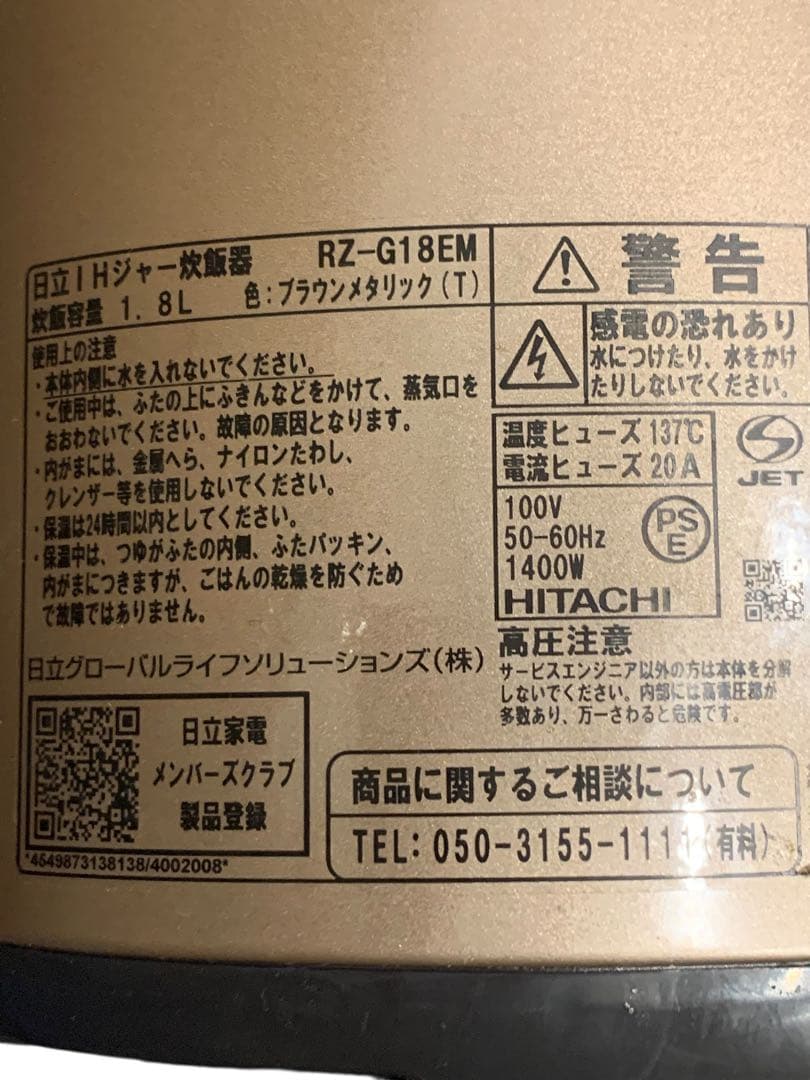 日立IHジャー炊飯器 RZ-G18EM
炊飯容量 1.8L 色:ブラウンメタリック(T)
使用上の注意
・本体内側に水を入れないでください。
・ご使用中は、ふたの上にふきんなどをかけて、蒸気口を
おおわないでください。故障の原因となります。
・内がまには、金属へら、ナイロンたわし、
クレンザー等を使用しないでください。
・保温は24時間以内としてください。
・保温中は、つゆがふたの内側、ふたパッキン、
内がまにつきますが、ごはんの乾燥を防ぐため
で故障ではありません。
日立グローバルライフソリューションズ(株)
日立家電
メンバーズクラブ
製品登録
*4549873138138/4002008*
警告
感電の恐れあり
水につけたり、水をかけ
たりしないでください。
温度ヒューズ 137℃
電流ヒューズ 20A
JET
100V
50-60Hz
1400W
PS
E
HITACHI
高圧注意
サービスエンジニア以外の方は本体を分解
しないでください。内部には高電圧部が
多数あり、万一さわると危険です。
商品に関するご相談について
TEL:050-3155-1111(有料)